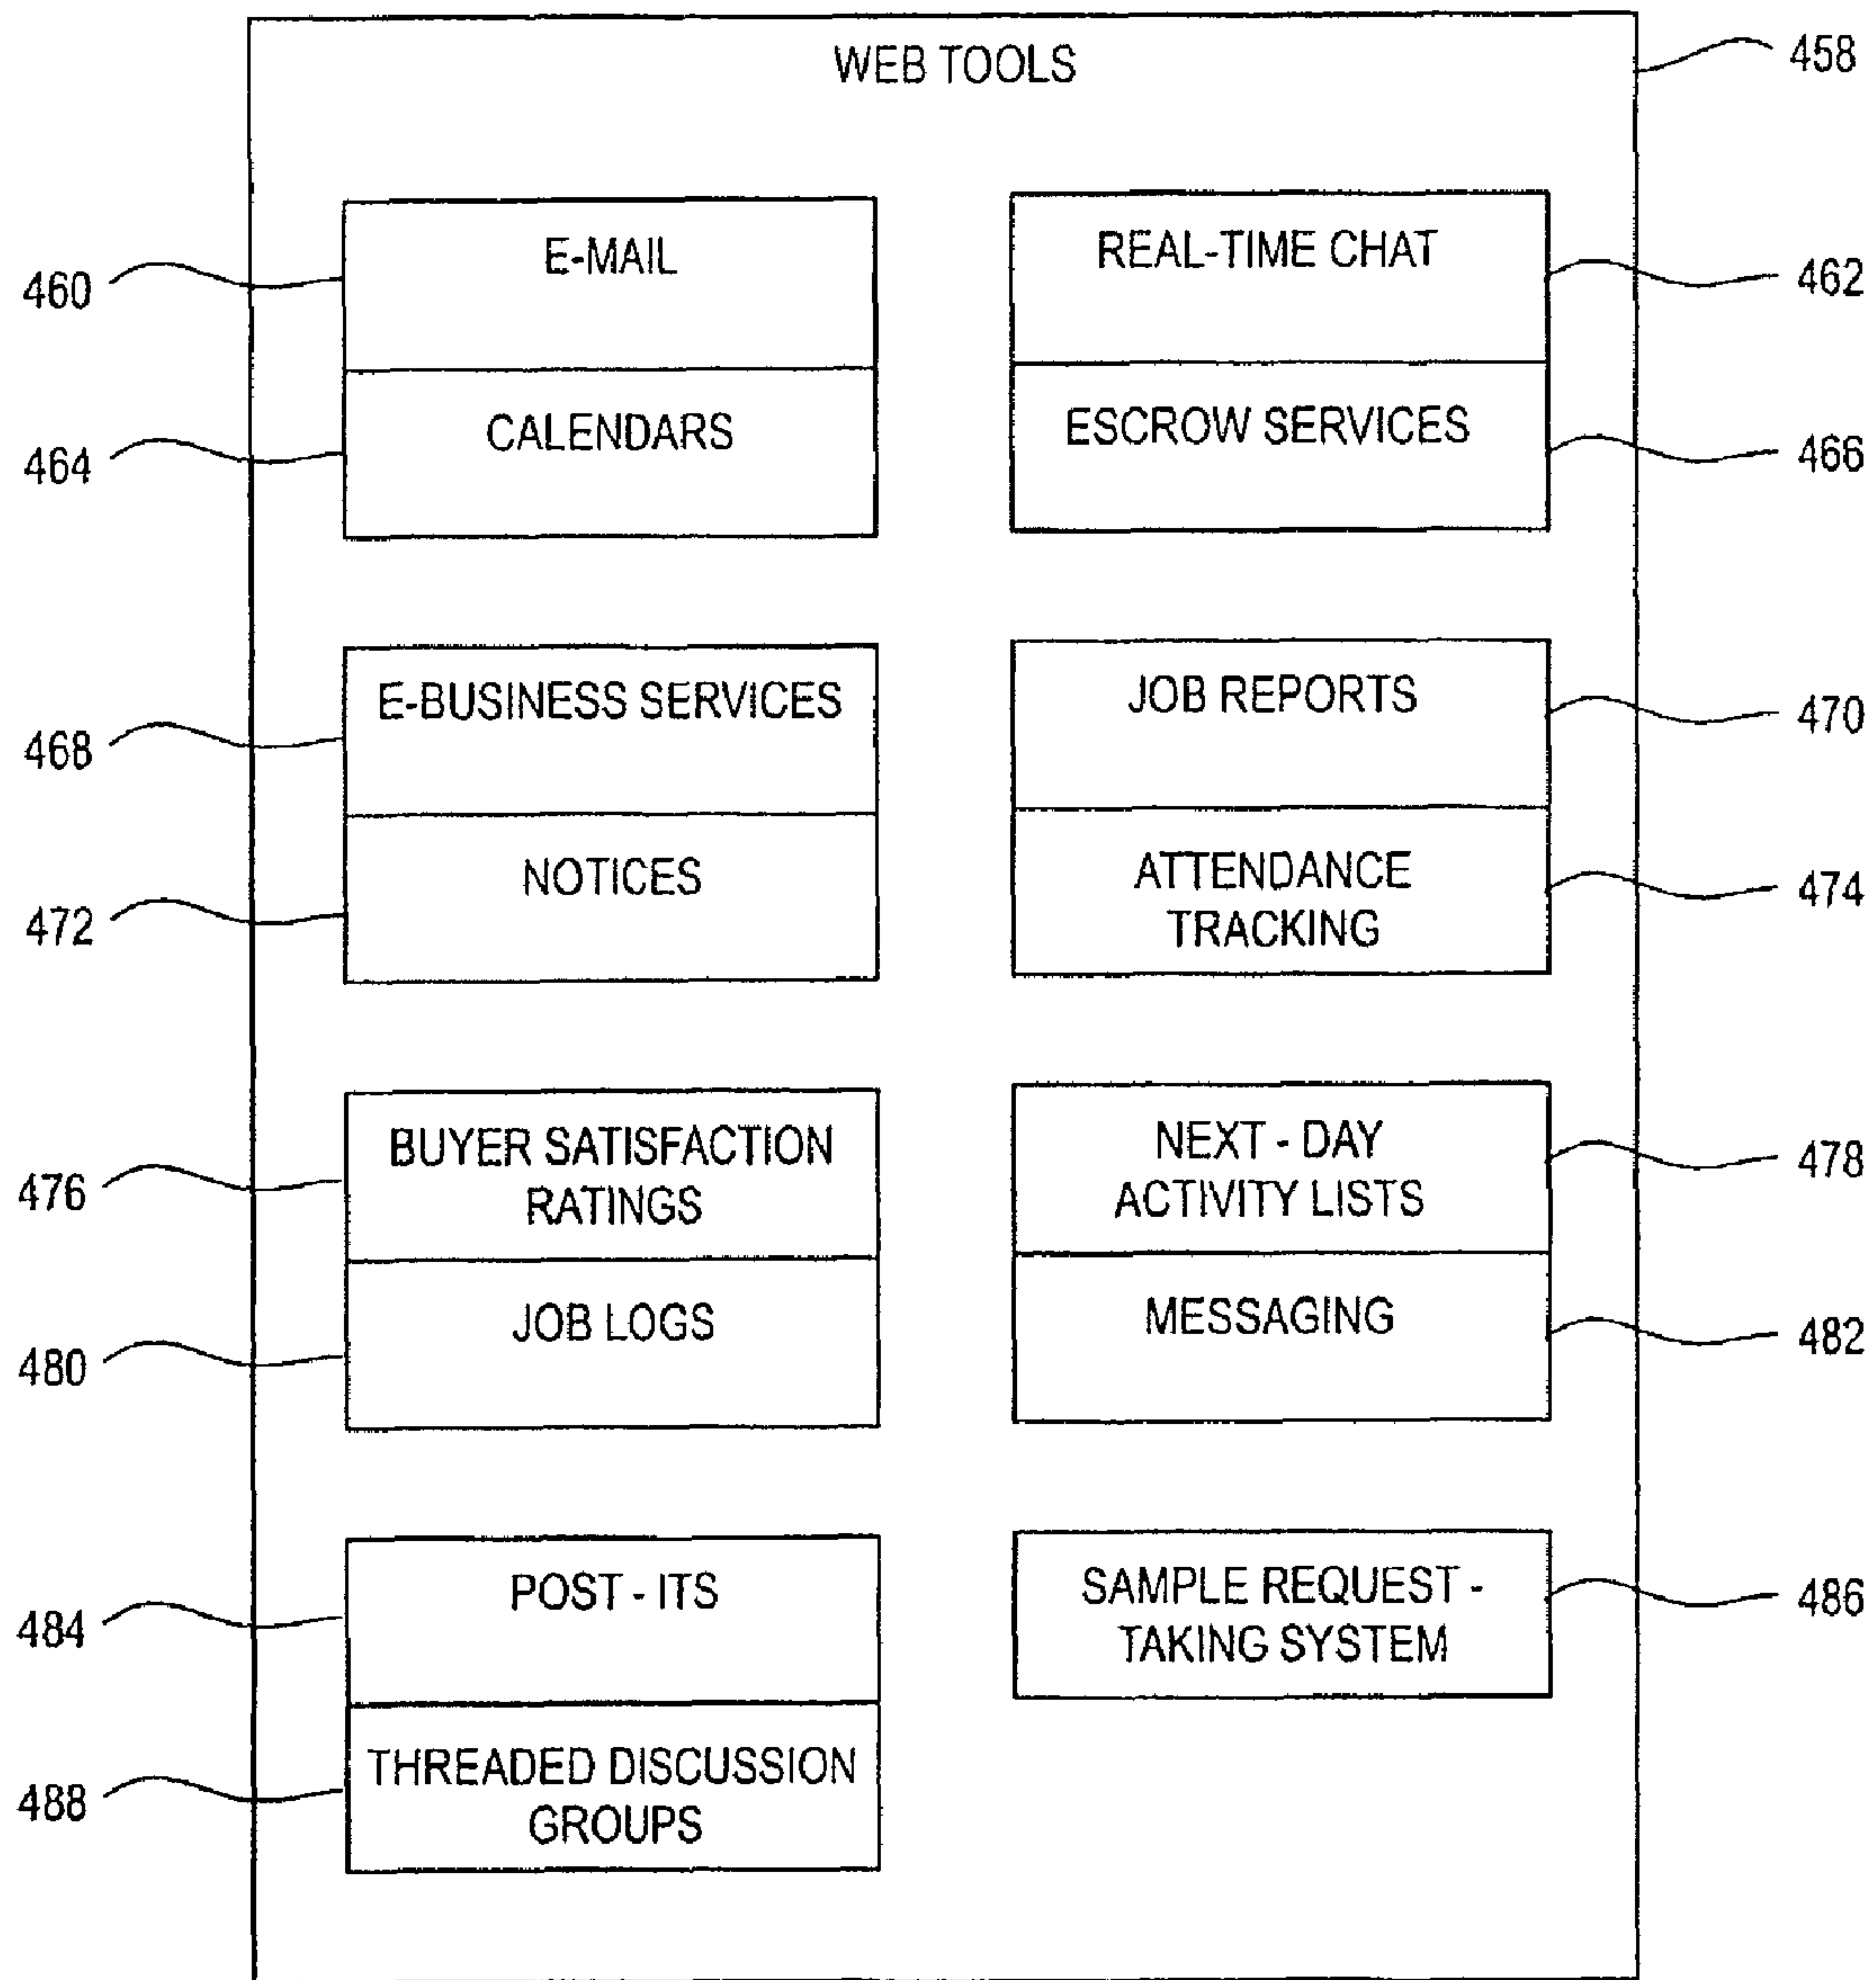 WEB TOOLS
458
460
E-MAIL
REAL-TIME CHAT
462
464
CALENDARS
ESCROW SERVICES
466
468
E-BUSINESS SERVICES
JOB REPORTS
470
472
NOTICES
ATTENDANCE
TRACKING
474
476
BUYER SATISFACTION
RATINGS
NEXT - DAY
ACTIVITY LISTS
478
480
JOB LOGS
MESSAGING
482
484
POST - ITS
SAMPLE REQUEST -
TAKING SYSTEM
486
488
THREADED DISCUSSION
GROUPS